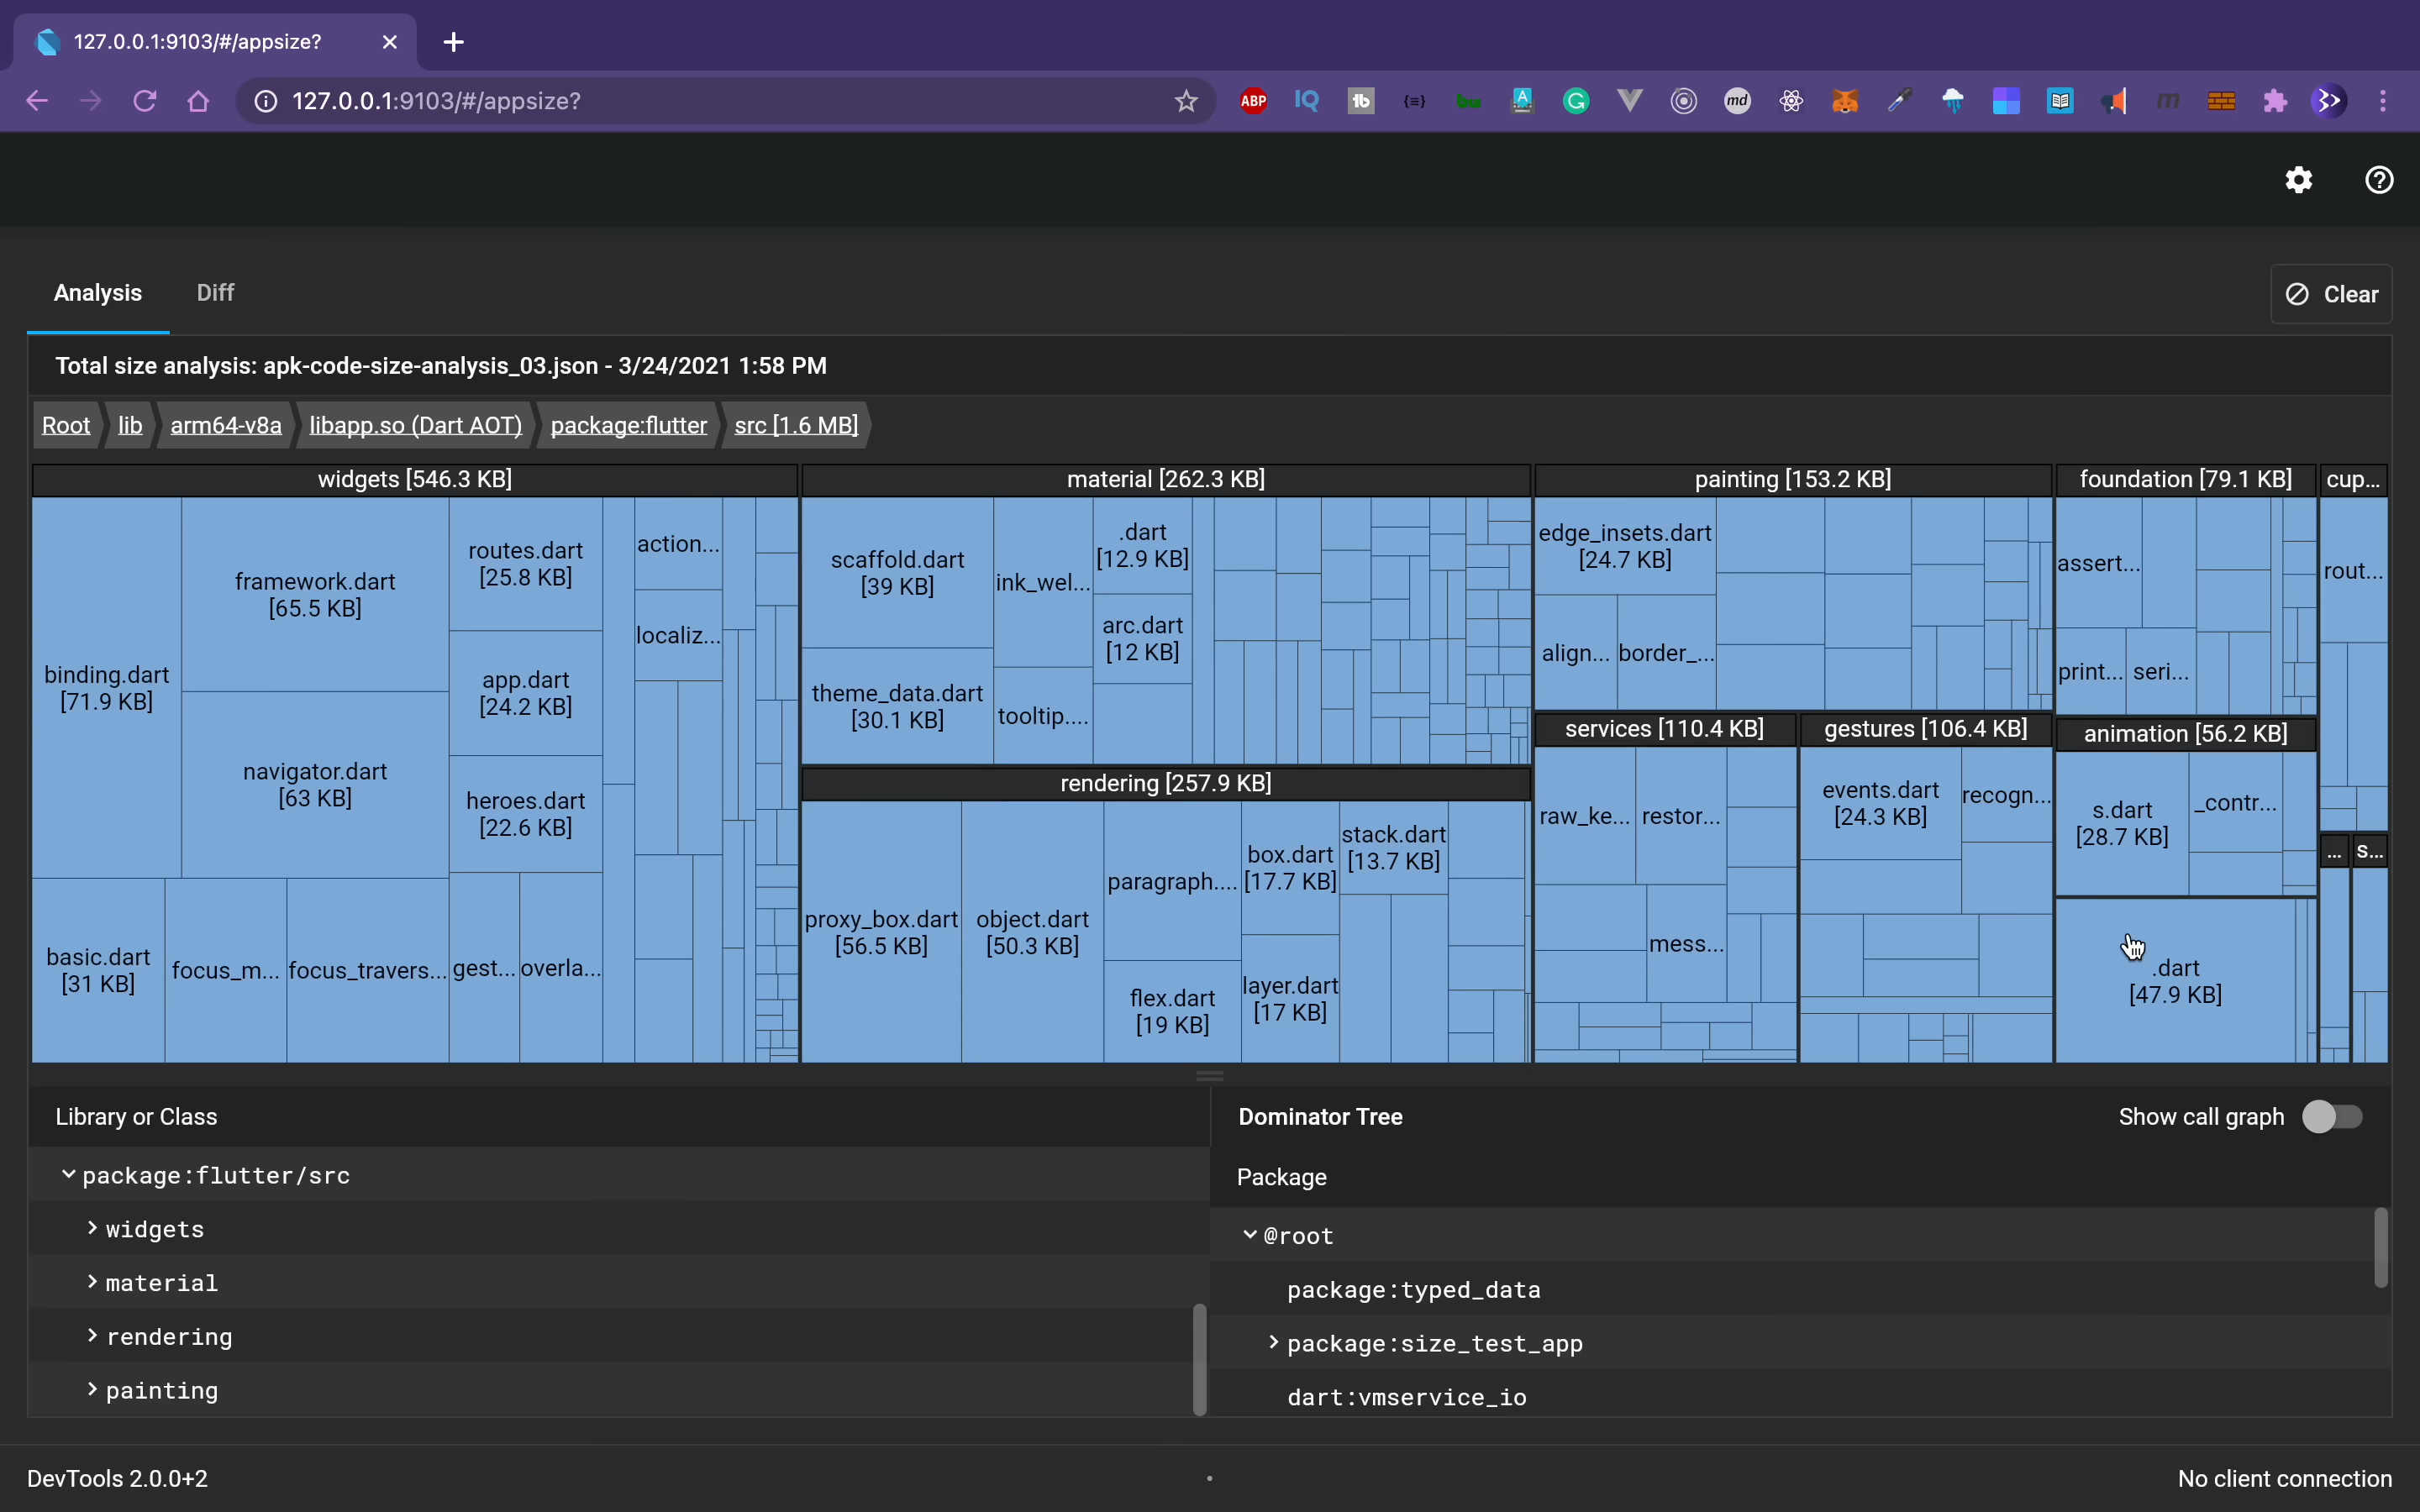 127.0.0.1:9103/#/appsize?
127.0.0.1:9103/#/appsize?
ABP
IQ
tb
{≡}
A
G
md
m
Analysis
Diff
Clear
Total size analysis: apk-code-size-analysis_03.json - 3/24/2021 1:58 PM
Root
lib
arm64-v8a
libapp.so (Dart AOT)
package:flutter
src [1.6 MB]
widgets [546.3 KB]
binding.dart
[71.9 KB]
framework.dart
[65.5 KB]
navigator.dart
[63 KB]
routes.dart
[25.8 KB]
app.dart
[24.2 KB]
heroes.dart
[22.6 KB]
action...
localiz...
basic.dart
[31 KB]
focus_m...
focus_travers...
gest...
overla...
material [262.3 KB]
scaffold.dart
[39 KB]
theme_data.dart
[30.1 KB]
ink_wel...
tooltip....
.dart
[12.9 KB]
arc.dart
[12 KB]
rendering [257.9 KB]
proxy_box.dart
[56.5 KB]
object.dart
[50.3 KB]
paragraph....
flex.dart
[19 KB]
box.dart
[17.7 KB]
layer.dart
[17 KB]
stack.dart
[13.7 KB]
painting [153.2 KB]
edge_insets.dart
[24.7 KB]
align...
border_...
services [110.4 KB]
raw_ke...
restor...
mess...
gestures [106.4 KB]
events.dart
[24.3 KB]
recogn...
foundation [79.1 KB]
assert...
print...
seri...
animation [56.2 KB]
s.dart
[28.7 KB]
_contr...
.dart
[47.9 KB]
cup...
rout...
...
s...
Library or Class
package:flutter/src
widgets
material
rendering
painting
Dominator Tree
Show call graph
Package
@root
package:typed_data
package:size_test_app
dart:vmservice_io
DevTools 2.0.0+2
No client connection